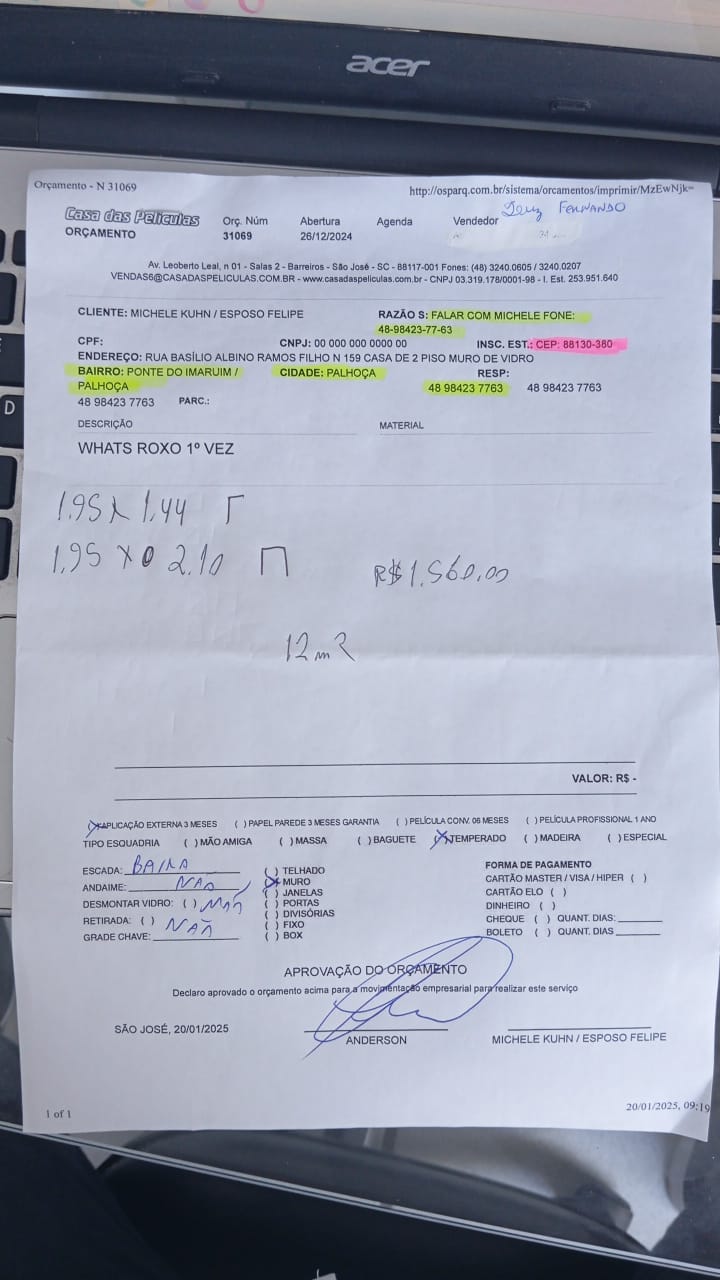 acer
Orçamento - N 31069 http://osparq.com.br/sistema/orcamentos/imprimir/MzEwNjk=
Casa das Películas Orç. Núm Abertura Agenda Vendedor FERNANDO
ORÇAMENTO 31069 26/12/2024
Av. Leoberto Leal, n 01 - Salas 2 - Barreiros - São José - SC - 88117-001 Fones: (48) 3240.0605 / 3240.0207
VENDAS6@CASADASPELICULAS.COM.BR - www.casadaspeliculas.com.br - CNPJ 03.319.178/0001-98 - I. Est. 253.951.640
CLIENTE: MICHELE KUHN / ESPOSO FELIPE RAZÃO S: FALAR COM MICHELE FONE:
48-98423-77-63
CPF: CNPJ: 00 000 000 0000 00 INSC. EST.: CEP: 88130-380
ENDEREÇO: RUA BASÍLIO ALBINO RAMOS FILHO N 159 CASA DE 2 PISO MURO DE VIDRO
BAIRRO: PONTE DO IMARUIM / CIDADE: PALHOÇA RESP:
PALHOÇA 48 98423 7763 48 98423 7763
48 98423 7763 PARC.:
DESCRIÇÃO MATERIAL
WHATS ROXO 1º VEZ
1.95 x 1,44
1,95 x 2.10 R$ 1.560,00
12 m2
VALOR: R$ -
(X)APLICAÇÃO EXTERNA 3 MESES ( ) PAPEL PAREDE 3 MESES GARANTIA ( ) PELÍCULA CONV. 06 MESES ( ) PELÍCULA PROFISSIONAL 1 ANO
TIPO ESQUADRIA ( ) MÃO AMIGA ( ) MASSA ( ) BAGUETE (X)TEMPERADO ( ) MADEIRA ( ) ESPECIAL
ESCADA: BAIXA ( ) TELHADO FORMA DE PAGAMENTO
ANDAIME: NÃO (X) MURO CARTÃO MASTER / VISA / HIPER ( )
( ) JANELAS CARTÃO ELO ( )
DESMONTAR VIDRO: ( ) NÃO ( ) PORTAS DINHEIRO ( )
RETIRADA: ( ) NÃO ( ) DIVISÓRIAS CHEQUE ( ) QUANT. DIAS:
( ) FIXO BOLETO ( ) QUANT. DIAS
GRADE CHAVE: ( ) BOX
APROVAÇÃO DO ORÇAMENTO
Declaro aprovado o orçamento acima para a movimentação empresarial para realizar este serviço
SÃO JOSÉ, 20/01/2025
ANDERSON MICHELE KUHN / ESPOSO FELIPE
1 of 1 20/01/2025, 09:19